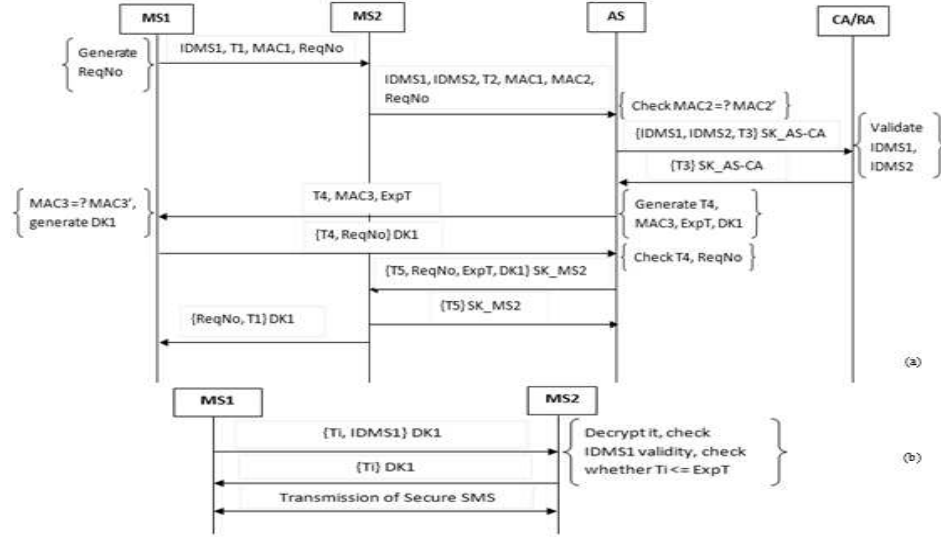 MS1
MS2
AS
CA/RA
Generate
ReqNo
IDMS1, T1, MAC1, ReqNo
IDMS1, IDMS2, T2, MAC1, MAC2,
ReqNo
Check MAC2=? MAC2'
{IDMS1, IDMS2, T3} SK_AS-CA
Validate
IDMS1,
IDMS2
{T3} SK_AS-CA
T4, MAC3, ExpT
MAC3=? MAC3',
generate DK1
Generate T4,
MAC3, ExpT, DK1
{T4, ReqNo} DK1
Check T4, ReqNo
{T5, ReqNo, ExpT, DK1} SK_MS2
{T5} SK_MS2
{ReqNo, T1} DK1
(a)
MS1
MS2
{Ti, IDMS1} DK1
Decrypt it, check
IDMS1 validity, check
whether Ti <= ExpT
(b)
{Ti} DK1
Transmission of Secure SMS